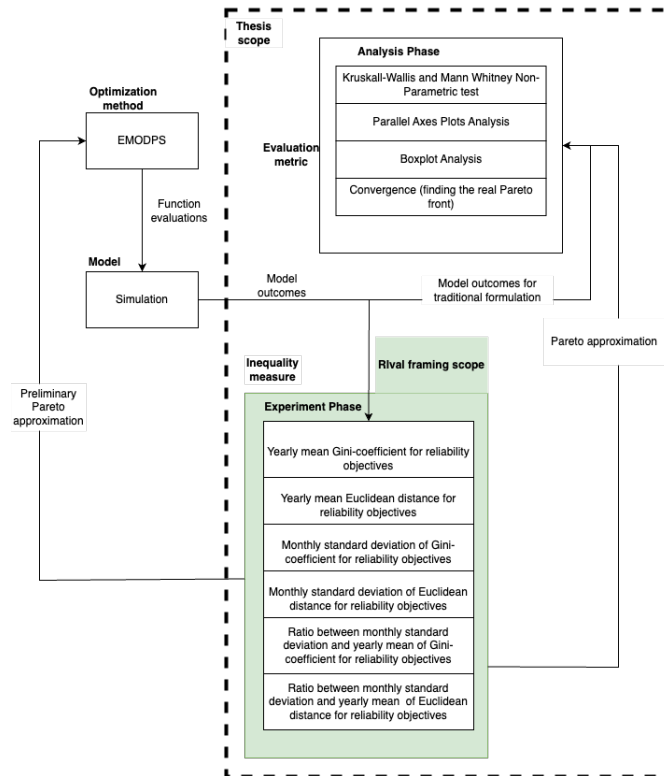 Thesis
scope
Analysis Phase
Kruskall-Wallis and Mann Whitney Non-
Parametric test
Parallel Axes Plots Analysis
Boxplot Analysis
Convergence (finding the real Pareto
front)
Evaluation
metric
Optimization
method
EMODPS
Function
evaluations
Model
Simulation
Model
outcomes
Model outcomes for
traditional formulation
Pareto approximation
Preliminary
Pareto
approximation
Inequality
measure
Rival framing scope
Experiment Phase
Yearly mean Gini-coefficient for reliability
objectives
Yearly mean Euclidean distance for
reliability objectives
Monthly standard deviation of Gini-
coefficient for reliability objectives
Monthly standard deviation of Euclidean
distance for reliability objectives
Ratio between monthly standard
deviation and yearly mean of Gini-
coefficient for reliability objectives
Ratio between monthly standard
deviation and yearly mean of Euclidean
distance for reliability objectives